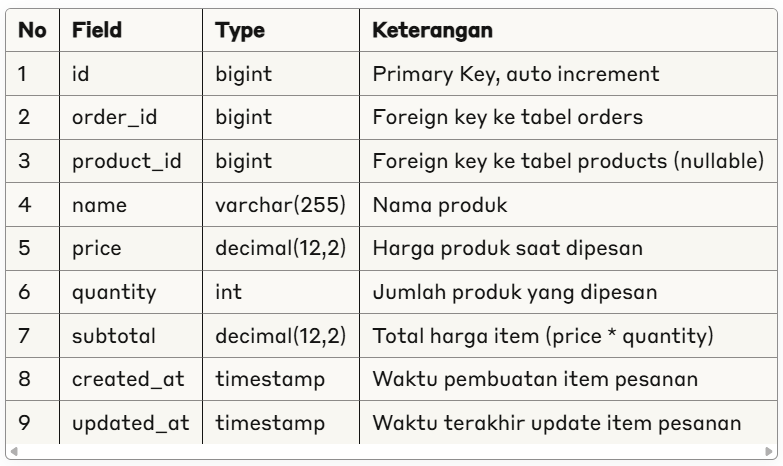 No Field Type Keterangan
1 id bigint Primary Key, auto increment
2 order_id bigint Foreign key ke tabel orders
3 product_id bigint Foreign key ke tabel products (nullable)
4 name varchar(255) Nama produk
5 price decimal(12,2) Harga produk saat dipesan
6 quantity int Jumlah produk yang dipesan
7 subtotal decimal(12,2) Total harga item (price * quantity)
8 created_at timestamp Waktu pembuatan item pesanan
9 updated_at timestamp Waktu terakhir update item pesanan